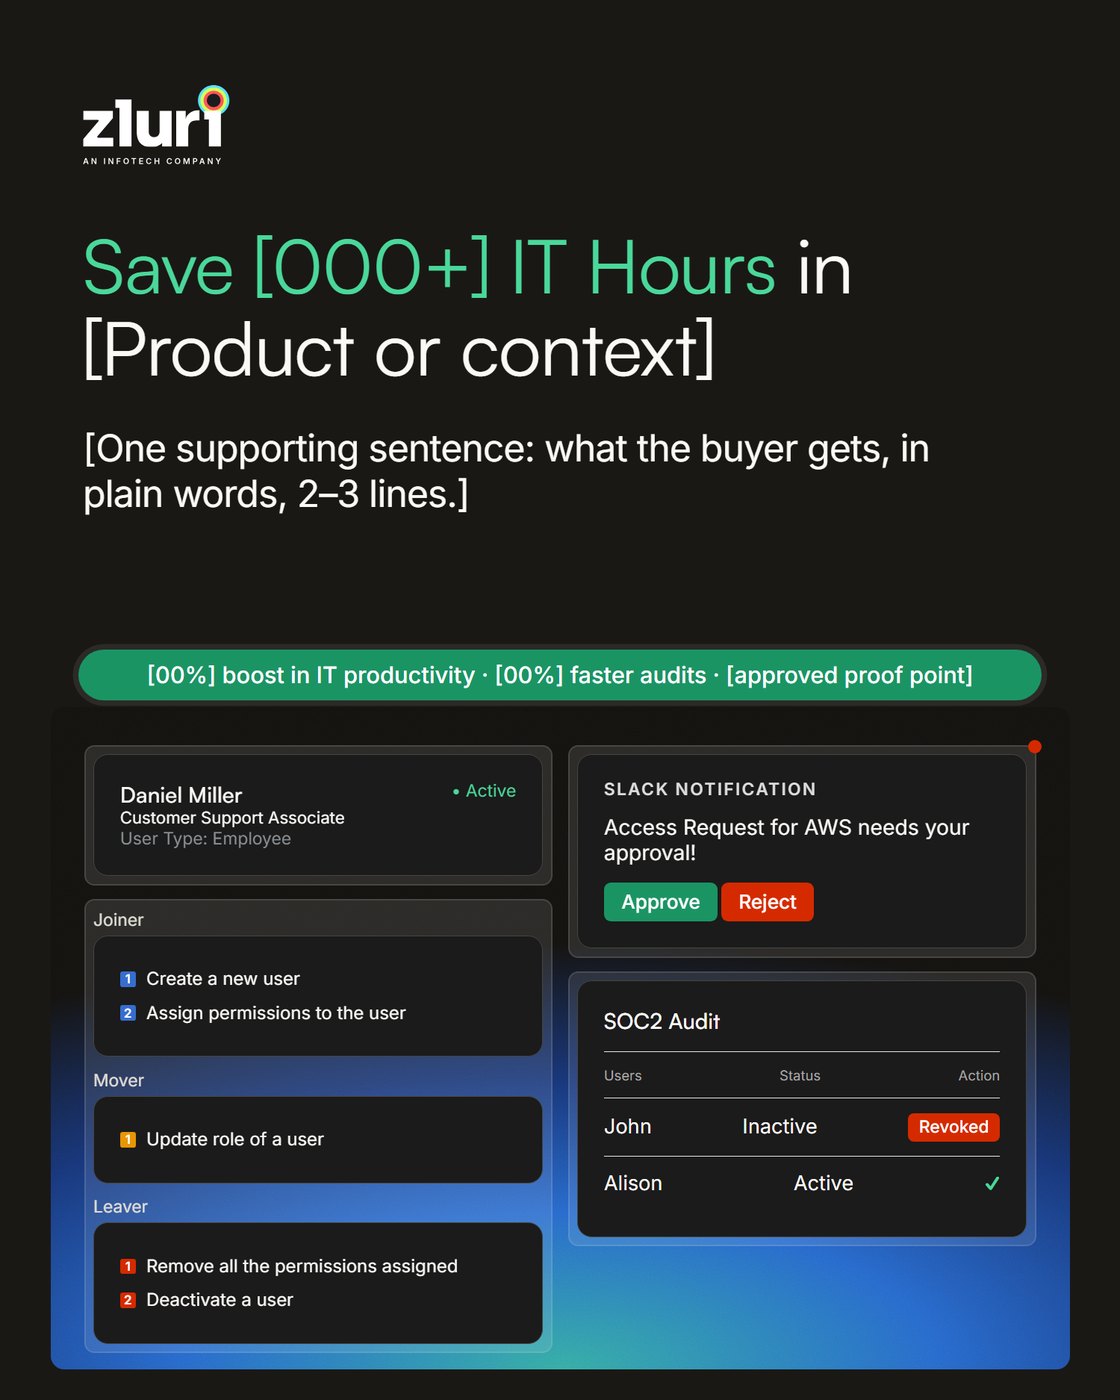 zluri
AN INFOTECH COMPANY
Save [000+] IT Hours in
[Product or context]
[One supporting sentence: what the buyer gets, in
plain words, 2–3 lines.]
[00%] boost in IT productivity · [00%] faster audits · [approved proof point]
Daniel Miller
• Active
Customer Support Associate
User Type: Employee
Joiner
1 Create a new user
2 Assign permissions to the user
Mover
1 Update role of a user
Leaver
1 Remove all the permissions assigned
2 Deactivate a user
SLACK NOTIFICATION
Access Request for AWS needs your
approval!
Approve Reject
SOC2 Audit
Users Status Action
John Inactive Revoked
Alison Active ✓